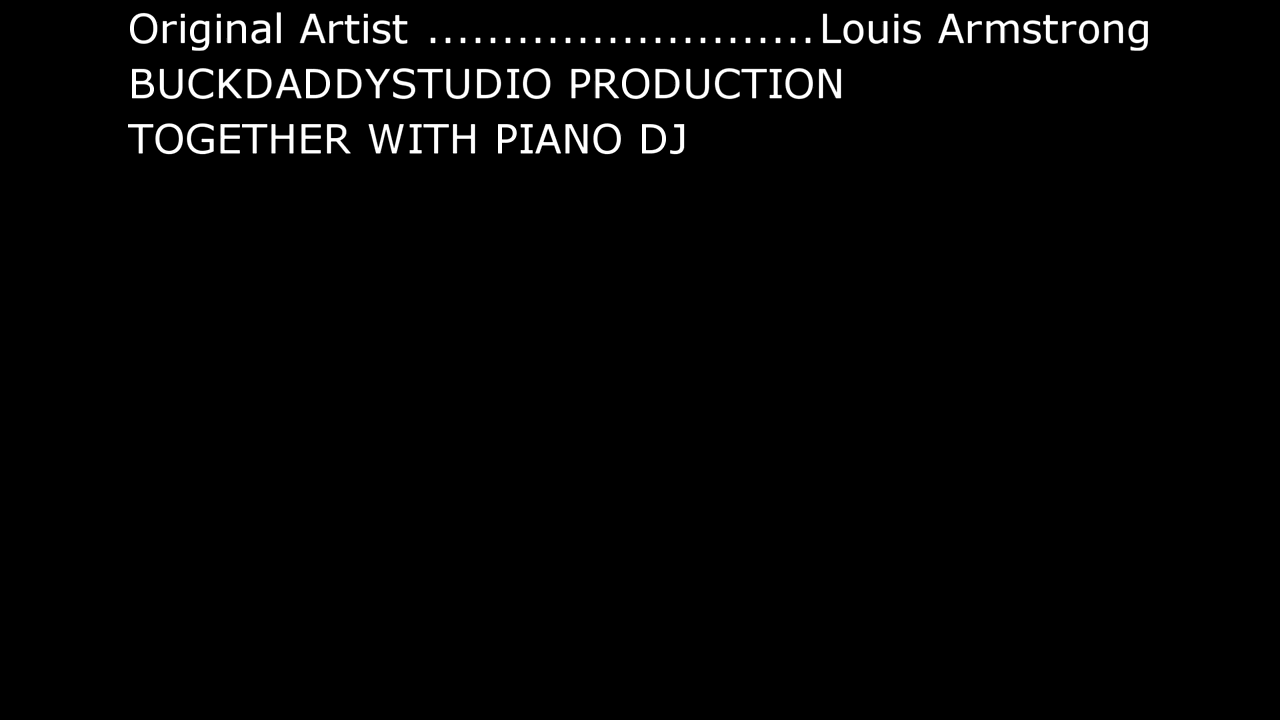 Original Artist ..........................Louis Armstrong
BUCKDADDYSTUDIO PRODUCTION
TOGETHER WITH PIANO DJ